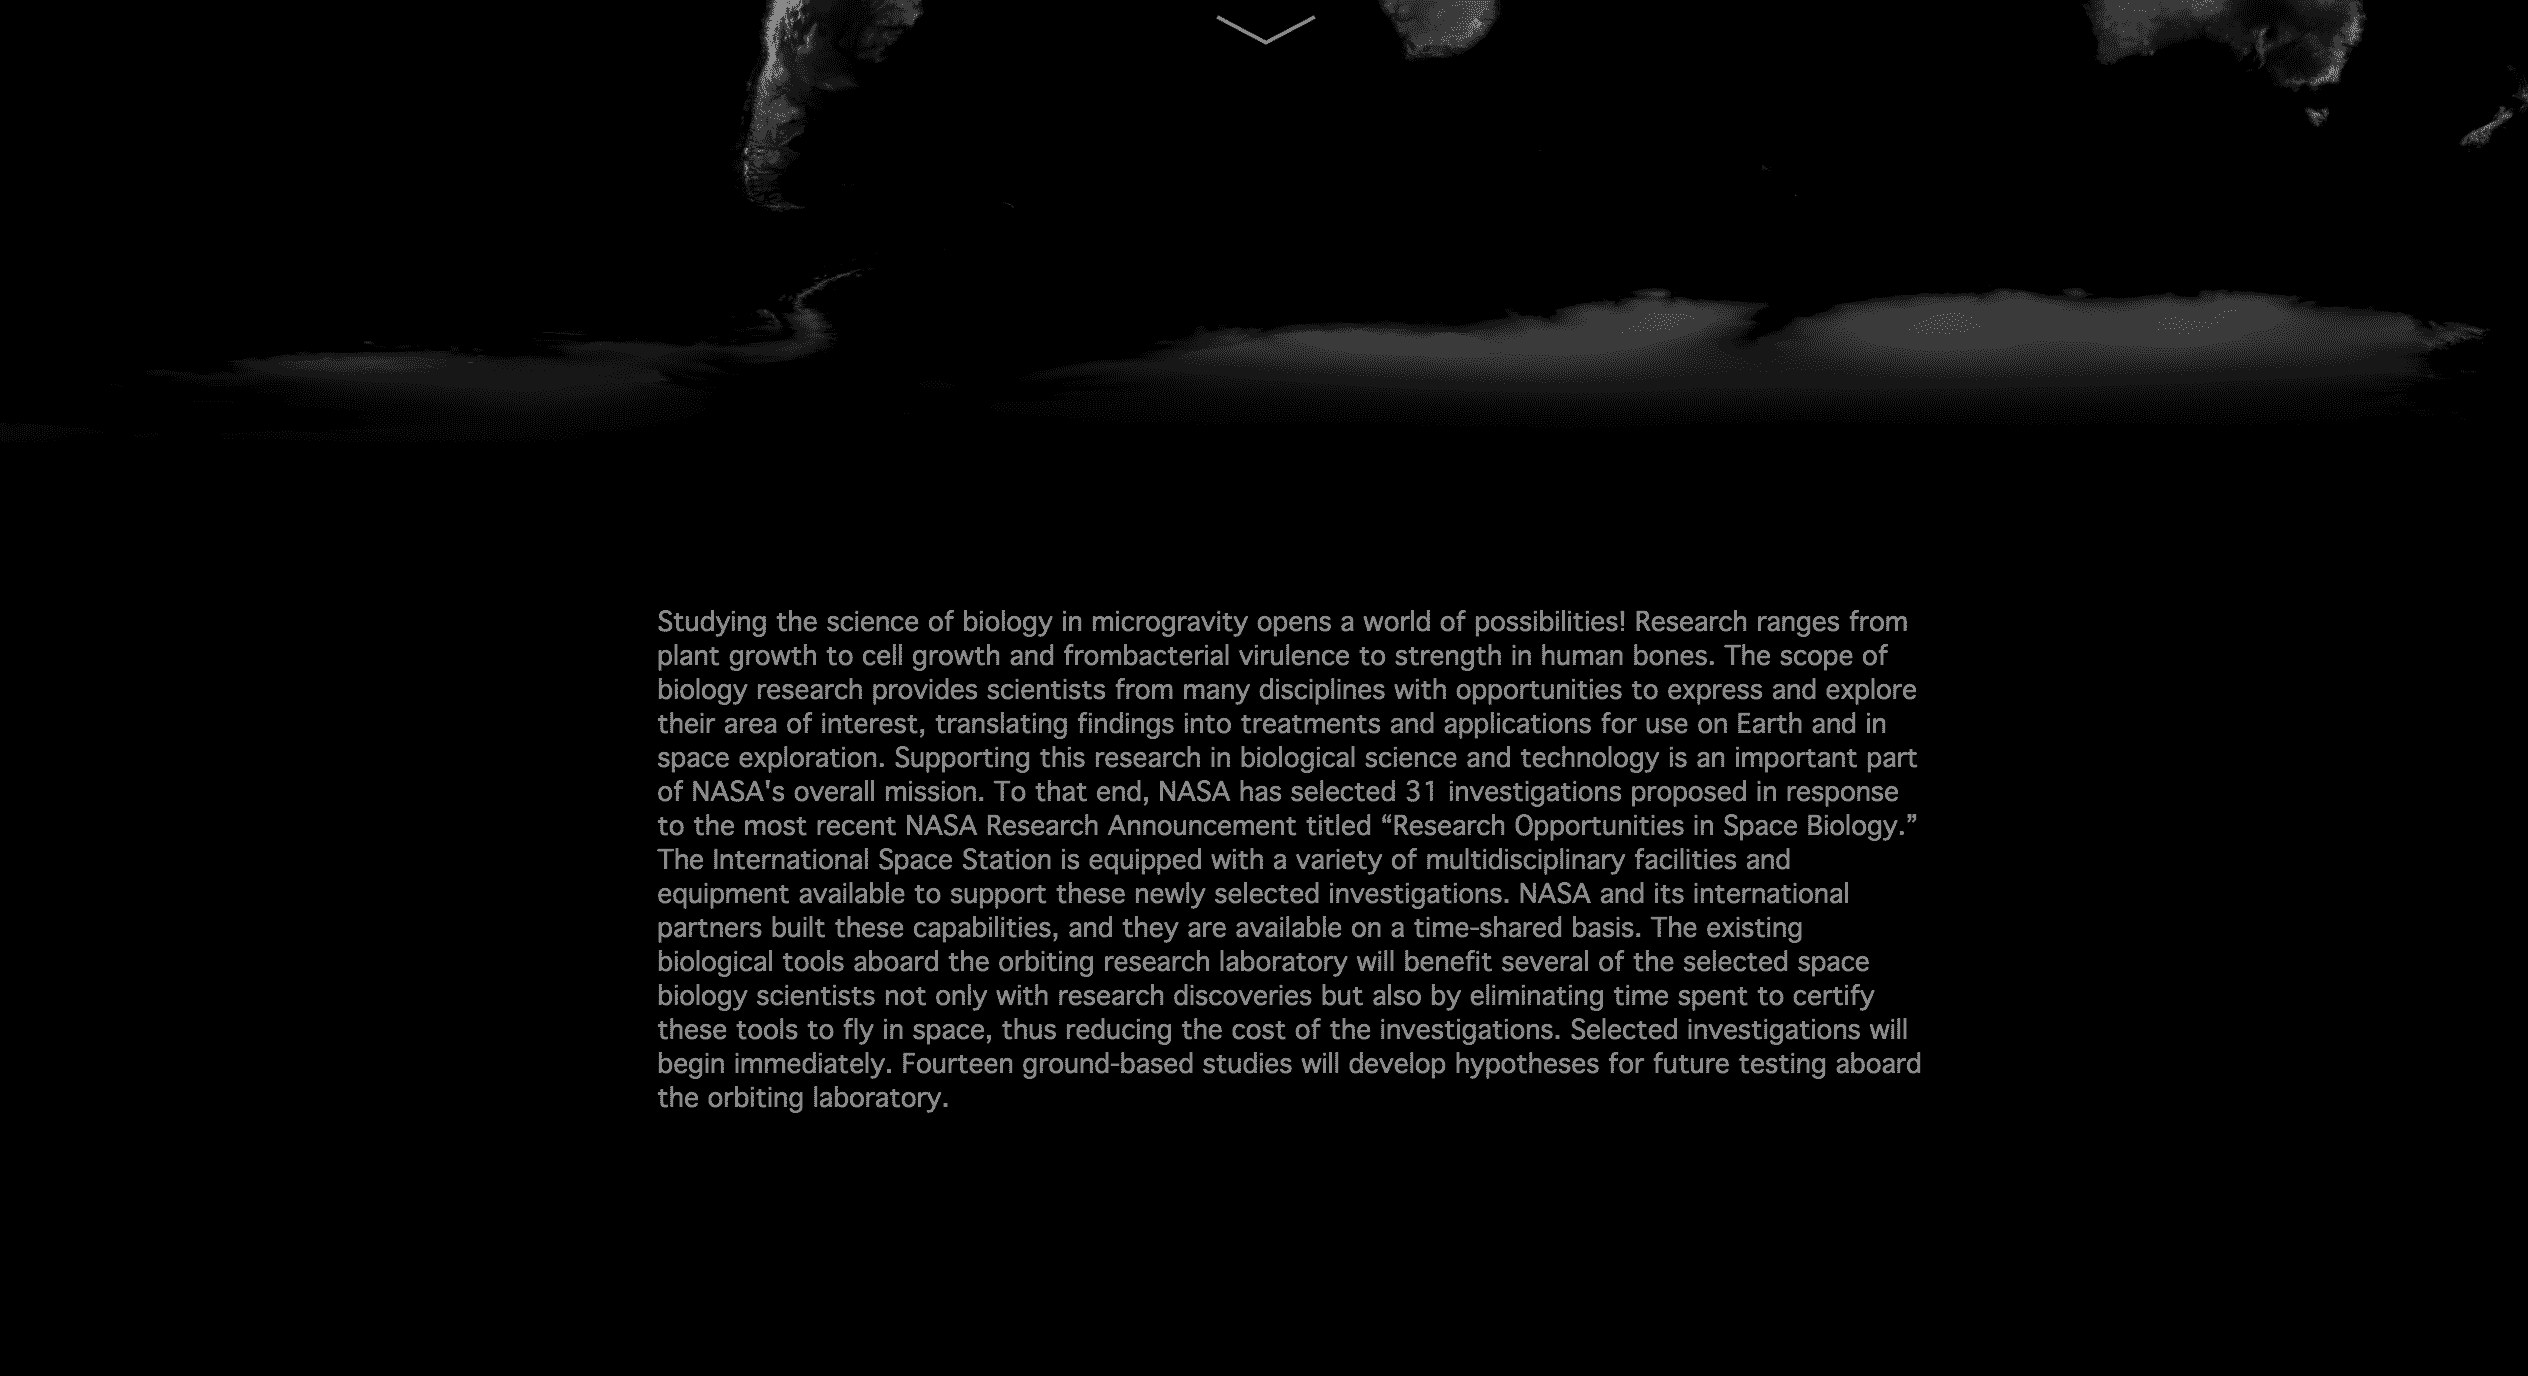 Studying the science of biology in microgravity opens a world of possibilities! Research ranges from
plant growth to cell growth and frombacterial virulence to strength in human bones. The scope of
biology research provides scientists from many disciplines with opportunities to express and explore
their area of interest, translating findings into treatments and applications for use on Earth and in
space exploration. Supporting this research in biological science and technology is an important part
of NASA's overall mission. To that end, NASA has selected 31 investigations proposed in response
to the most recent NASA Research Announcement titled “Research Opportunities in Space Biology.”
The International Space Station is equipped with a variety of multidisciplinary facilities and
equipment available to support these newly selected investigations. NASA and its international
partners built these capabilities, and they are available on a time-shared basis. The existing
biological tools aboard the orbiting research laboratory will benefit several of the selected space
biology scientists not only with research discoveries but also by eliminating time spent to certify
these tools to fly in space, thus reducing the cost of the investigations. Selected investigations will
begin immediately. Fourteen ground-based studies will develop hypotheses for future testing aboard
the orbiting laboratory.